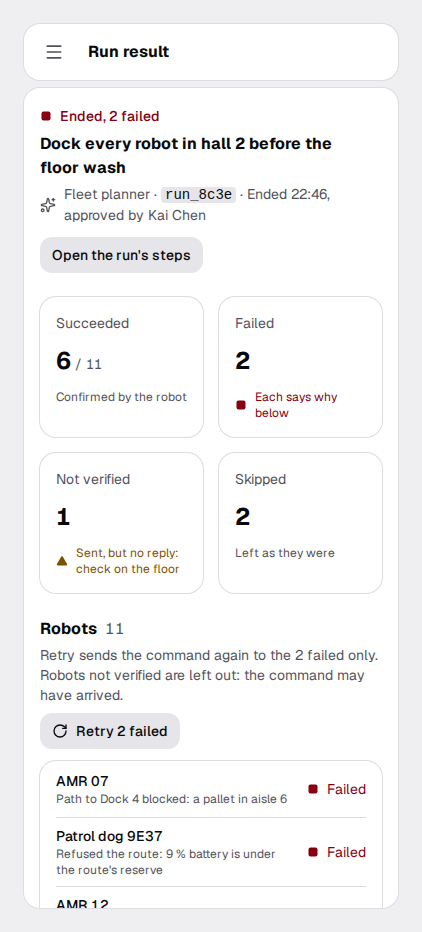 Run result
Ended, 2 failed
Dock every robot in hall 2 before the
floor wash
Fleet planner · run_8c3e · Ended 22:46,
approved by Kai Chen
Open the run's steps
Succeeded
6 / 11
Confirmed by the robot
Failed
2
Each says why
below
Not verified
1
Sent, but no reply:
check on the floor
Skipped
2
Left as they were
Robots 11
Retry sends the command again to the 2 failed only.
Robots not verified are left out: the command may
have arrived.
Retry 2 failed
AMR 07
Path to Dock 4 blocked: a pallet in aisle 6
Failed
Patrol dog 9E37
Refused the route: 9 % battery is under
the route's reserve
Failed
AMR 12